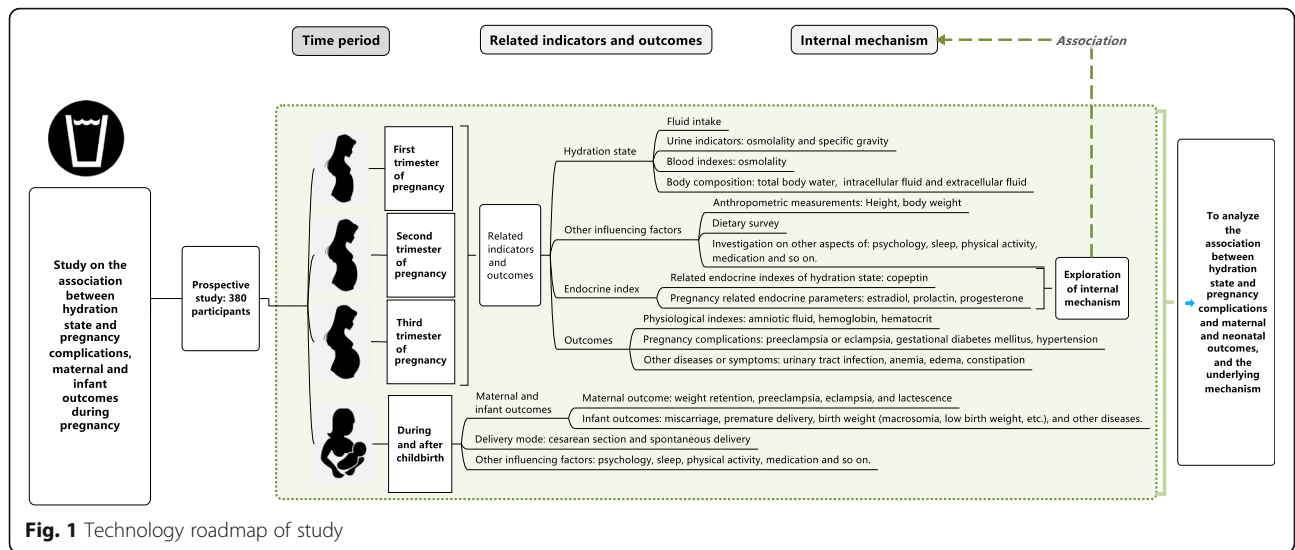 Time period
Related indicators and outcomes
Internal mechanism
Association
Study on the
association
between
hydration
state and
pregnancy
complications,
maternal and
infant
outcomes
during
pregnancy
Prospective
study: 380
participants
First
trimester
of
pregnancy
Second
trimester
of
pregnancy
Third
trimester
of
pregnancy
During
and after
childbirth
Related
indicators
and
outcomes
Hydration state
Fluid intake
Urine indicators: osmolality and specific gravity
Blood indexes: osmolality
Body composition: total body water, intracellular fluid and extracellular fluid
Other influencing factors
Anthropometric measurements: Height, body weight
Dietary survey
Investigation on other aspects of: psychology, sleep, physical activity,
medication and so on.
Endocrine index
Related endocrine indexes of hydration state: copeptin
Pregnancy related endocrine parameters: estradiol, prolactin, progesterone
Outcomes
Physiological indexes: amniotic fluid, hemoglobin, hematocrit
Pregnancy complications: preeclampsia or eclampsia, gestational diabetes mellitus, hypertension
Other diseases or symptoms: urinary tract infection, anemia, edema, constipation
Maternal and
infant outcomes
Maternal outcome: weight retention, preeclampsia, eclampsia, and lactescence
Infant outcomes: miscarriage, premature delivery, birth weight (macrosomia, low birth weight, etc.), and other diseases.
Delivery mode: cesarean section and spontaneous delivery
Other influencing factors: psychology, sleep, physical activity, medication and so on.
Exploration
of internal
mechanism
To analyze
the
association
between
hydration
state and
pregnancy
complications
and maternal
and neonatal
outcomes,
and the
underlying
mechanism
Fig. 1 Technology roadmap of study